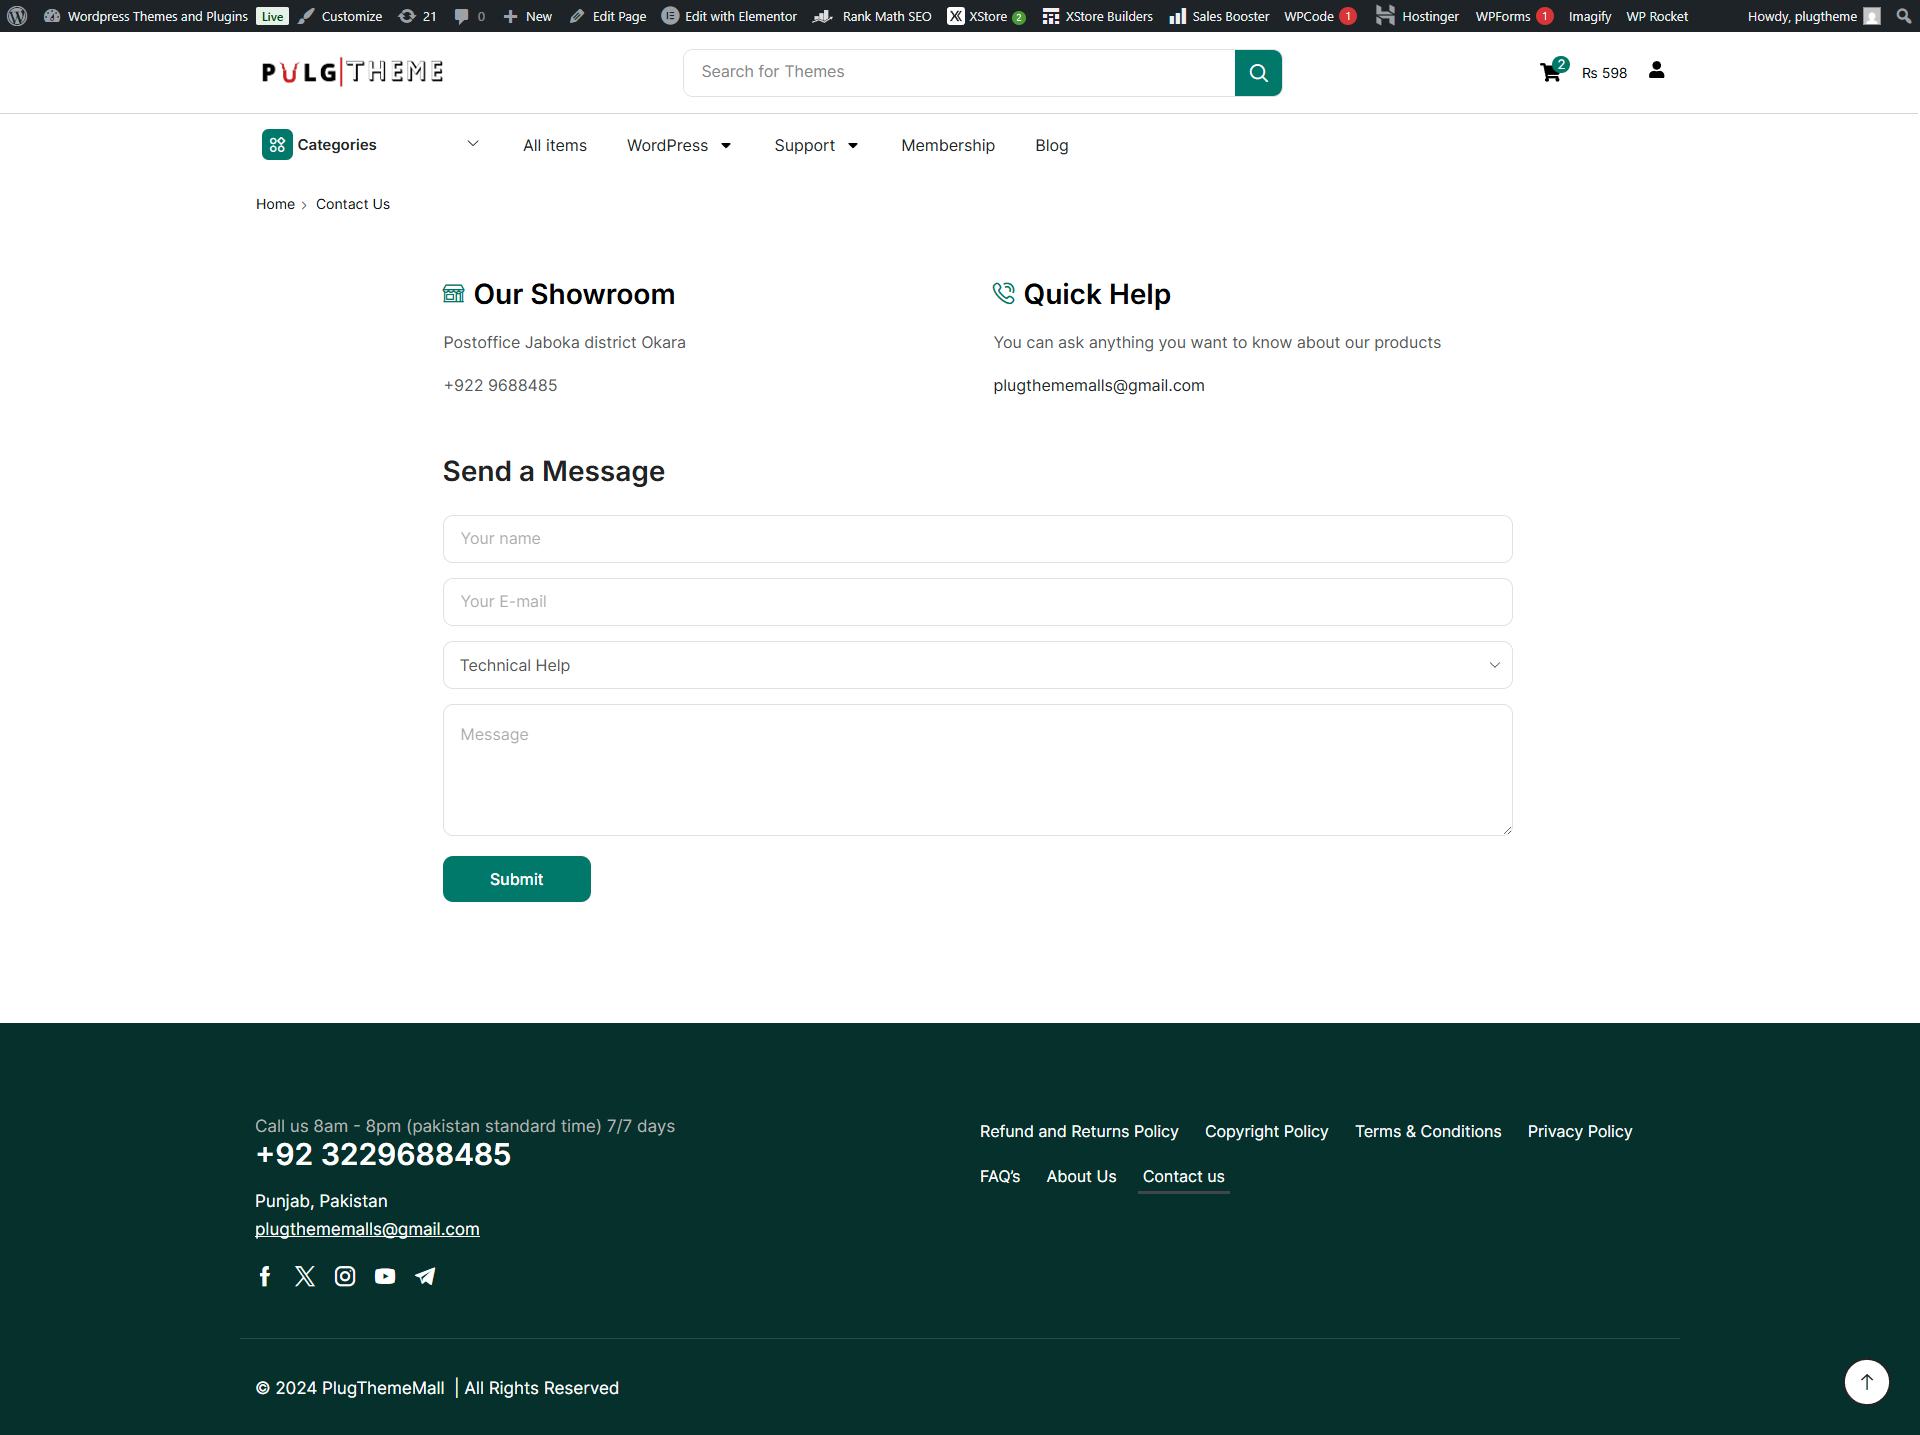 Wordpress Themes and Plugins Live Customize 21 0 New Edit Page Edit with Elementor Rank Math SEO XStore 2 XStore Builders Sales Booster WPCode 1 Hostinger WPForms 1 Imagify WP Rocket Howdy, plugtheme
PULG|THEME
Search for Themes
2
Rs 598
Categories
All items WordPress Support Membership Blog
Home > Contact Us
Our Showroom
Postoffice Jaboka district Okara
+922 9688485
Quick Help
You can ask anything you want to know about our products
plugthememalls@gmail.com
Send a Message
Your name
Your E-mail
Technical Help
Message
Submit
Call us 8am - 8pm (pakistan standard time) 7/7 days
+92 3229688485
Punjab, Pakistan
plugthememalls@gmail.com
Refund and Returns Policy Copyright Policy Terms & Conditions Privacy Policy
FAQ's About Us Contact us
© 2024 PlugThemeMall | All Rights Reserved